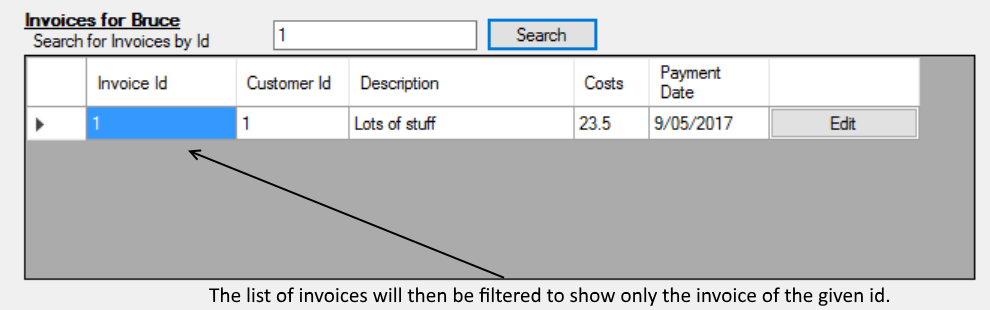 Invoices for Bruce
Search for Invoices by Id 1 Search
Invoice Id Customer Id Description Costs Payment Date
1 1 Lots of stuff 23.5 9/05/2017 Edit
The list of invoices will then be filtered to show only the invoice of the given id.